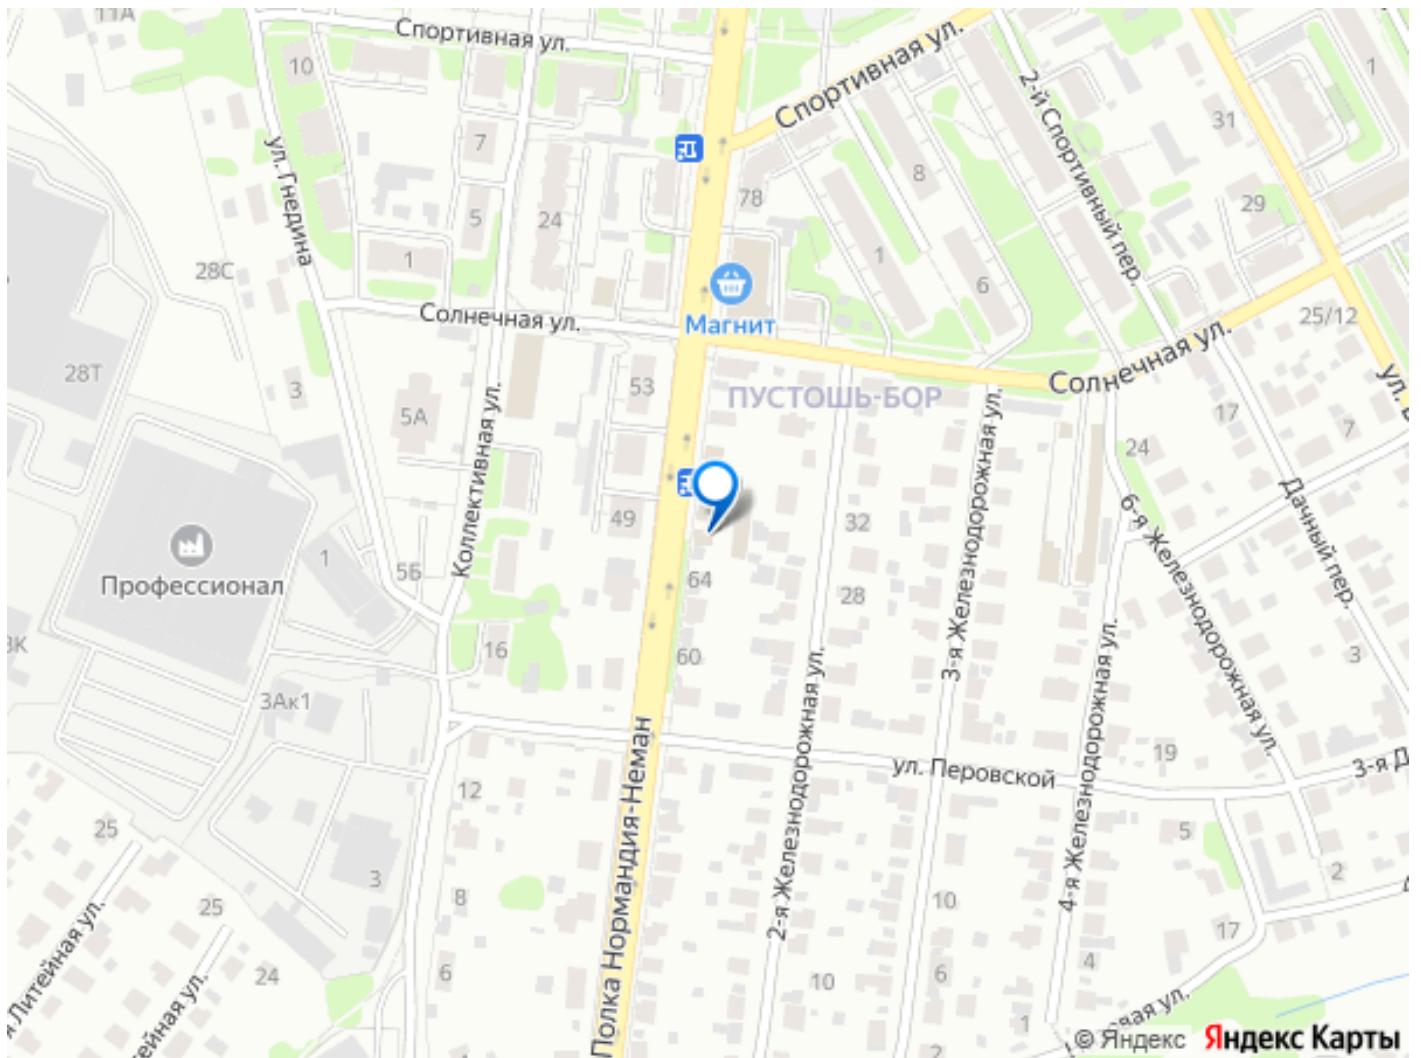 11А
Спортивная ул.
Спортивная ул.
2-й Спортивный пер.
1
10
31
7
8
ул. Гнедина
78
29
5
24
1
1
28С
6
Магнит
25/12
Солнечная ул.
Солнечная ул.
28Т
53
ПУСТОШЬ-БОР
3
5А
17
7
24
Коллективная ул.
3-я Железнодорожная ул.
6-я Железнодорожная ул.
Дачный пер.
49
32
1
5Б
64
28
Профессионал
16
60
3
3Ак1
2-я Железнодорожная ул.
4-я Железнодорожная ул.
19
ул. Перовской
12
Полка Нормандия-Неман
25
5
3
2
8
10
25
17
24
6
10
6
4
1
2
© Яндекс Яндекс Карты